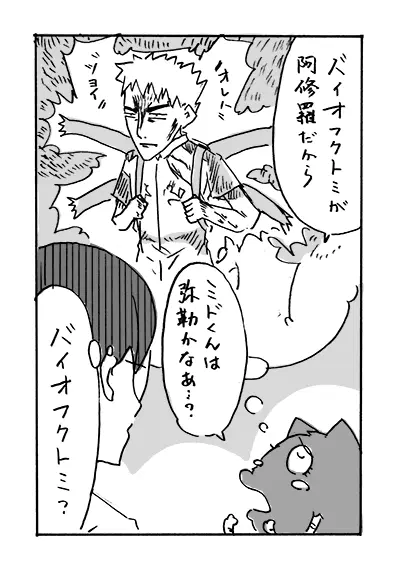 バイオフクトミが
阿修羅だから
オレに
ツヨイ
ミドくんは
弥勒かなあ…?
バイオフクトミ?